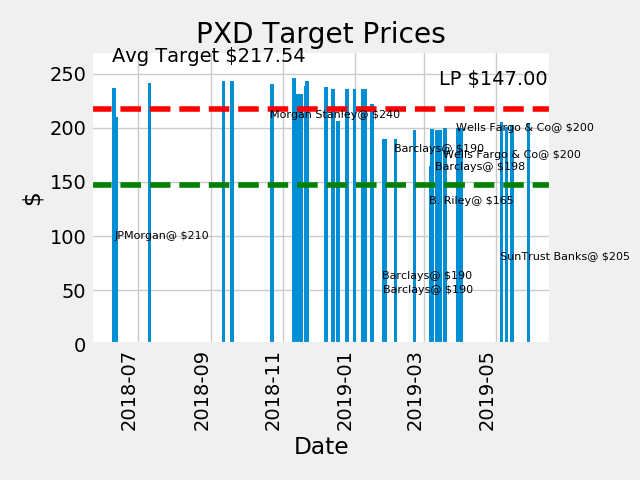 PXD Target Prices
Avg Target $217.54
LP $147.00
250
200
150
100
50
0
$
Morgan Stanley@ $240
Wells Fargo & Co@ $200
Barclays@ $190
Wells Fargo & Co@ $200
Barclays@ $198
B. Riley@ $165
JPMorgan@ $210
SunTrust Banks@ $205
Barclays@ $190
Barclays@ $190
2018-07
2018-09
2018-11
2019-01
2019-03
2019-05
Date